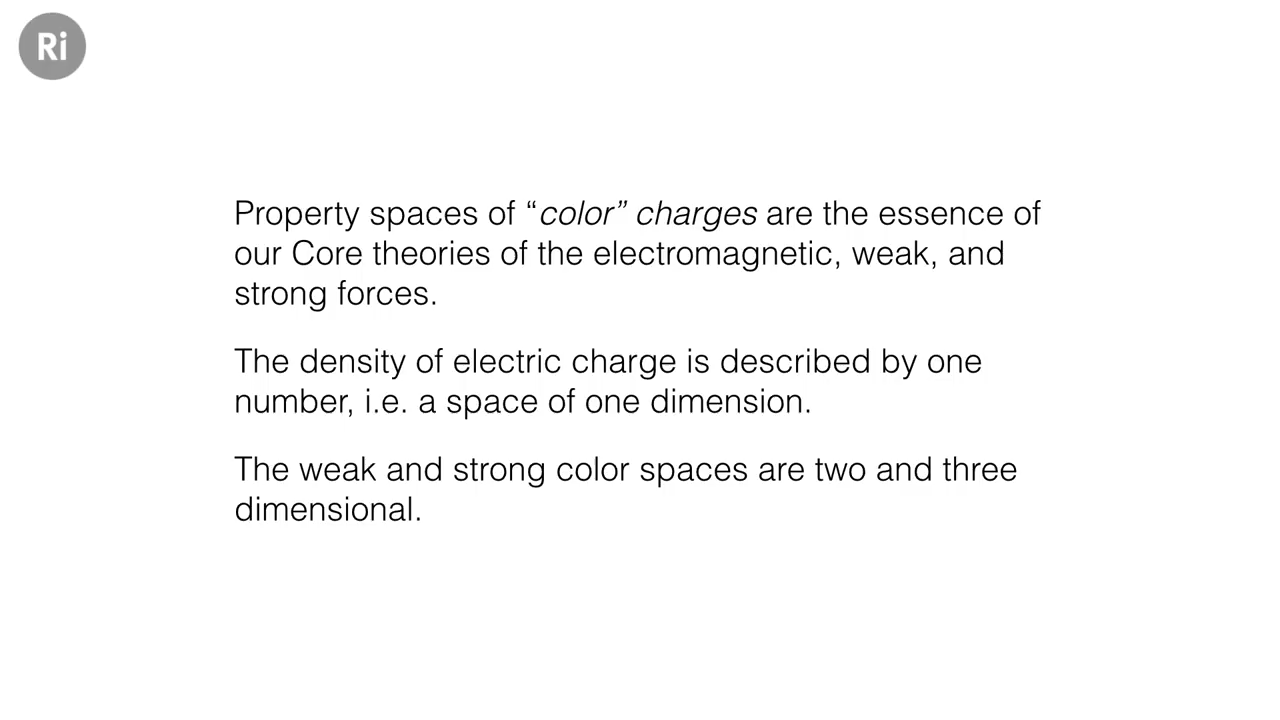 Ri
Property spaces of “color” charges are the essence of
our Core theories of the electromagnetic, weak, and
strong forces.
The density of electric charge is described by one
number, i.e. a space of one dimension.
The weak and strong color spaces are two and three
dimensional.